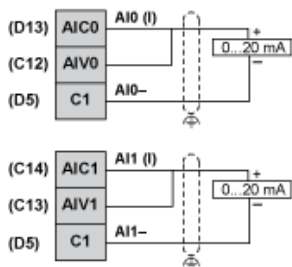 (D13) AIC0 AI0 (I)
+
0...20 mA
(C12) AIV0
−
(D5) C1 AI0–
(C14) AIC1 AI1 (I)
+
0...20 mA
(C13) AIV1
−
(D5) C1 AI1–